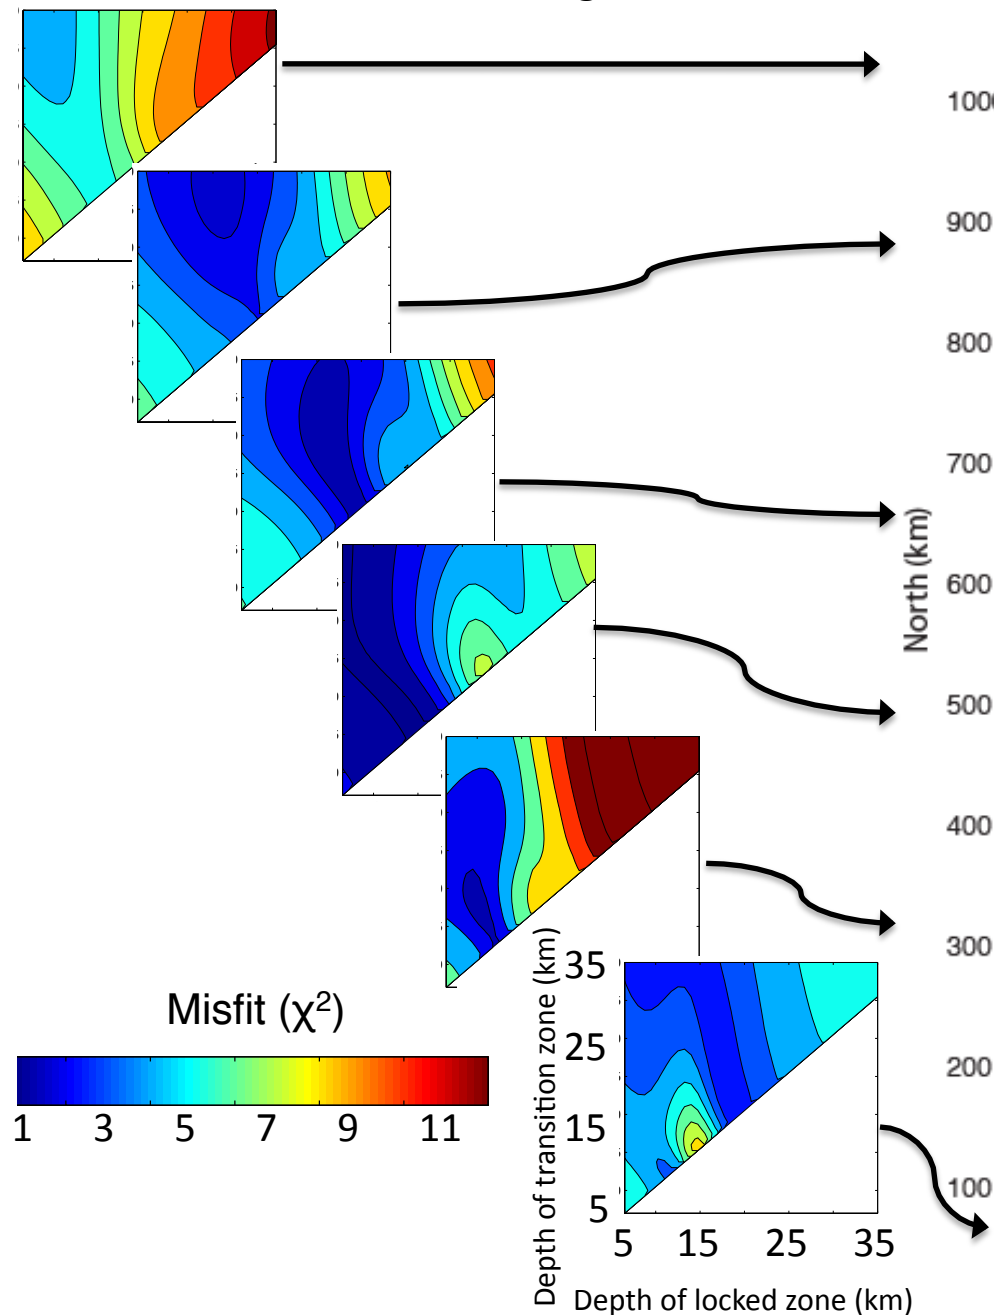 900
800
700
600
500
400
300
200
100
North (km)
Misfit (χ²)
1 3 5 7 9 11
Depth of transition zone (km)
35
25
15
5
5 15 25 35
Depth of locked zone (km)